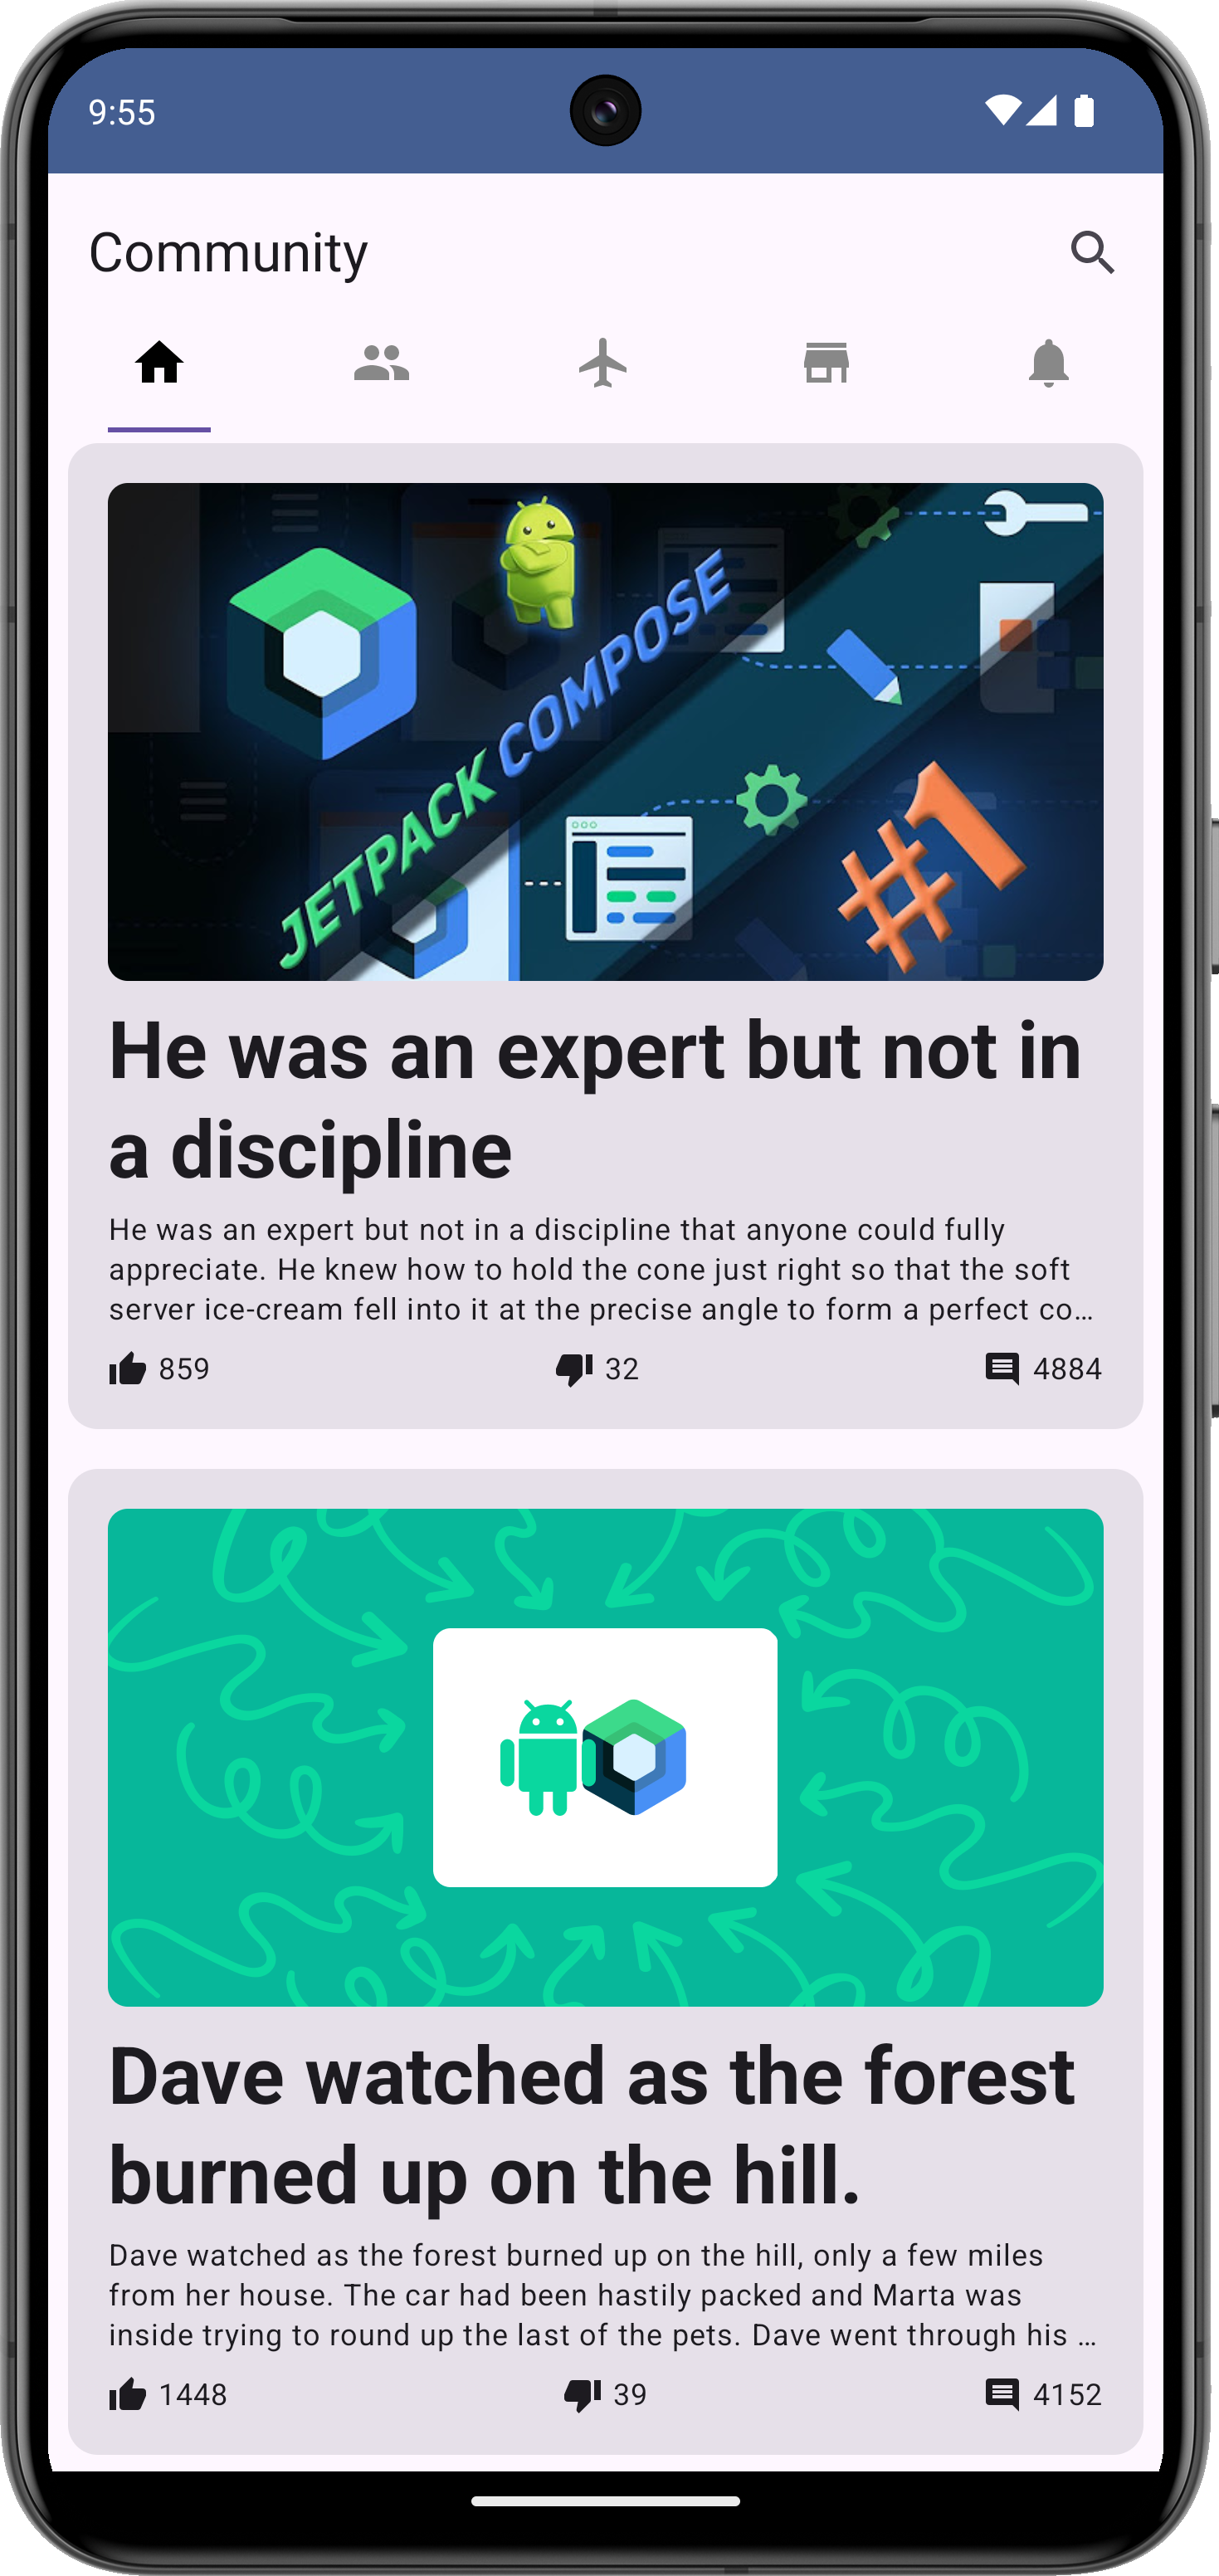 9:55
Community
JETPACK COMPOSE
#1
He was an expert but not in
a discipline
He was an expert but not in a discipline that anyone could fully
appreciate. He knew how to hold the cone just right so that the soft
server ice-cream fell into it at the precise angle to form a perfect co…
859
32
4884
Dave watched as the forest
burned up on the hill.
Dave watched as the forest burned up on the hill, only a few miles
from her house. The car had been hastily packed and Marta was
inside trying to round up the last of the pets. Dave went through his …
1448
39
4152